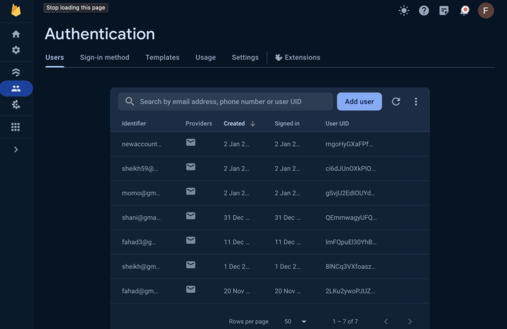 Stop loading this page
F
Authentication
Users Sign-in method Templates Usage Settings Extensions
Search by email address, phone number or user UID Add user
Identifier Providers Created Signed in User UID
newaccount... 2 Jan 2... 2 Jan 2... rngoHyGXaFPf...
sheikh59@... 2 Jan 2... 2 Jan 2... ci6dJUnOXkPlO...
momo@gm... 2 Jan 2... 2 Jan 2... gSvjU2EdIOUYd...
shani@gma... 31 Dec ... 31 Dec ... QEmmwagyUFQ...
fahad3@g... 11 Dec ... 11 Dec ... lmFQpuEl30YhB...
sheikh@gm... 1 Dec 2... 1 Dec 2... 8lNCq3VXfoasz...
fahad@gm... 20 Nov ... 20 Nov ... 2LKu2ywoPJUZ...
Rows per page 50 1 – 7 of 7